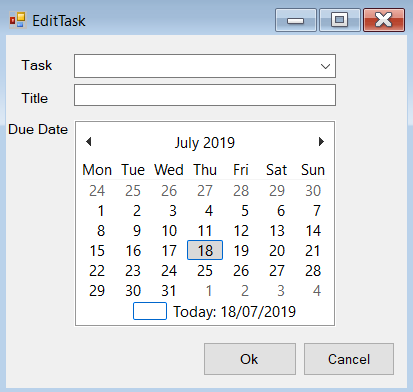 EditTask
Task
Title
Due Date
July 2019
Mon Tue Wed Thu Fri Sat Sun
24 25 26 27 28 29 30
1 2 3 4 5 6 7
8 9 10 11 12 13 14
15 16 17 18 19 20 21
22 23 24 25 26 27 28
29 30 31 1 2 3 4
Today: 18/07/2019
Ok Cancel